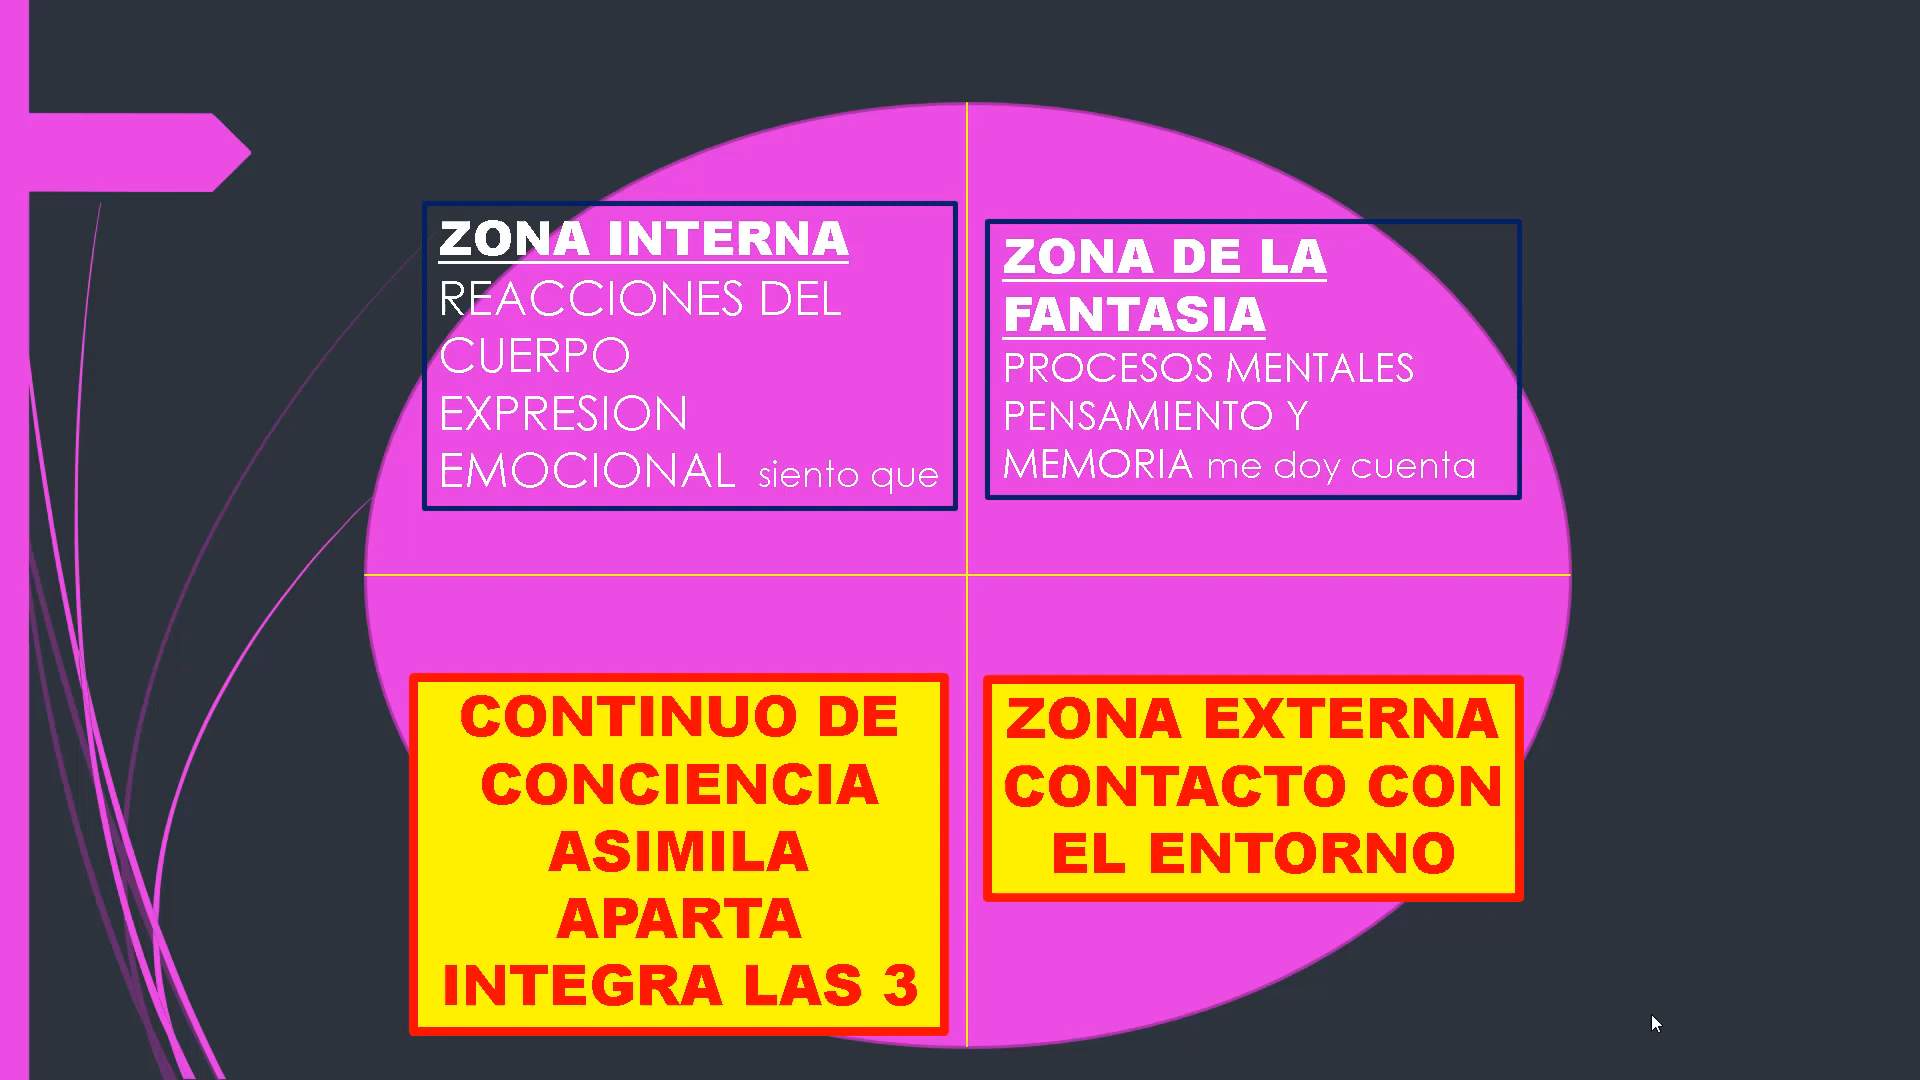 ZONA INTERNA
REACCIONES DEL
CUERPO
EXPRESION
EMOCIONAL siento que
ZONA DE LA
FANTASIA
PROCESOS MENTALES
PENSAMIENTO Y
MEMORIA me doy cuenta
CONTINUO DE
CONCIENCIA
ASIMILA
APARTA
INTEGRA LAS 3
ZONA EXTERNA
CONTACTO CON
EL ENTORNO